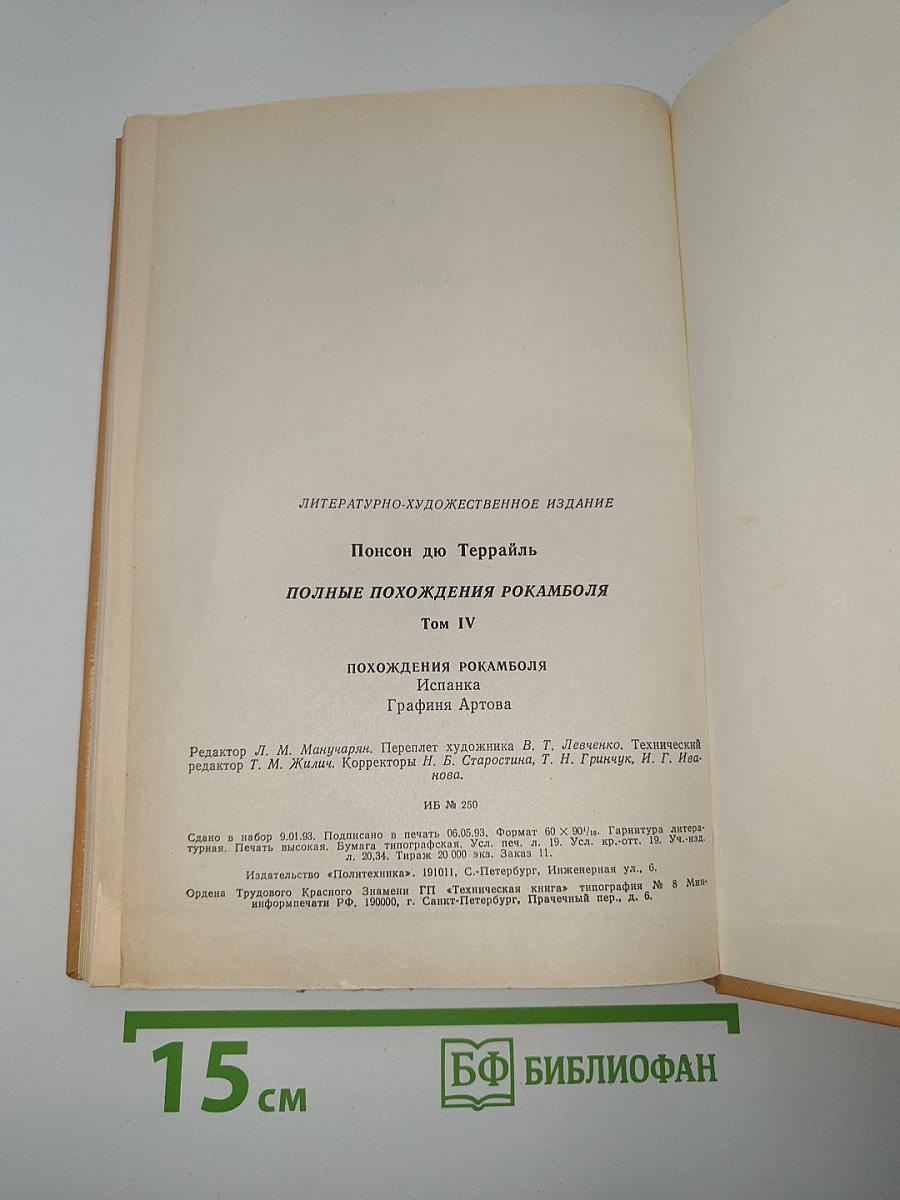 ЛИТЕРАТУРНО-ХУДОЖЕСТВЕННОЕ ИЗДАНИЕ
Понсон дю Террайль
ПОЛНЫЕ ПОХОЖДЕНИЯ РОКАМБОЛЯ
Том IV
ПОХОЖДЕНИЯ РОКАМБОЛЯ
Испанка
Графиня Артова
Редактор Л. М. Манучарян. Переплет художника В. Т. Левченко. Технический
редактор Т. М. Жилич. Корректоры Н. Б. Старостина, Т. Н. Гринчук, И. Г. Ива-
нова.
ИБ № 250
Сдано в набор 9.01.93. Подписано в печать 06.05.93. Формат 60 × 90¹/₁₆. Гарнитура литера-
турная. Печать высокая. Бумага типографская. Усл. печ. л. 19. Усл. кр.-отт. 19. Уч.-изд.
л. 20,34. Тираж 20 000 экз. Заказ 11.
Издательство «Политехника». 191011, С.-Петербург, Инженерная ул., 6.
Ордена Трудового Красного Знамени ГП «Техническая книга» типография № 8 Мин-
информпечати РФ. 190000, г. Санкт-Петербург, Прачечный пер., д. 6.
15 см
БФ БИБЛИОФАН